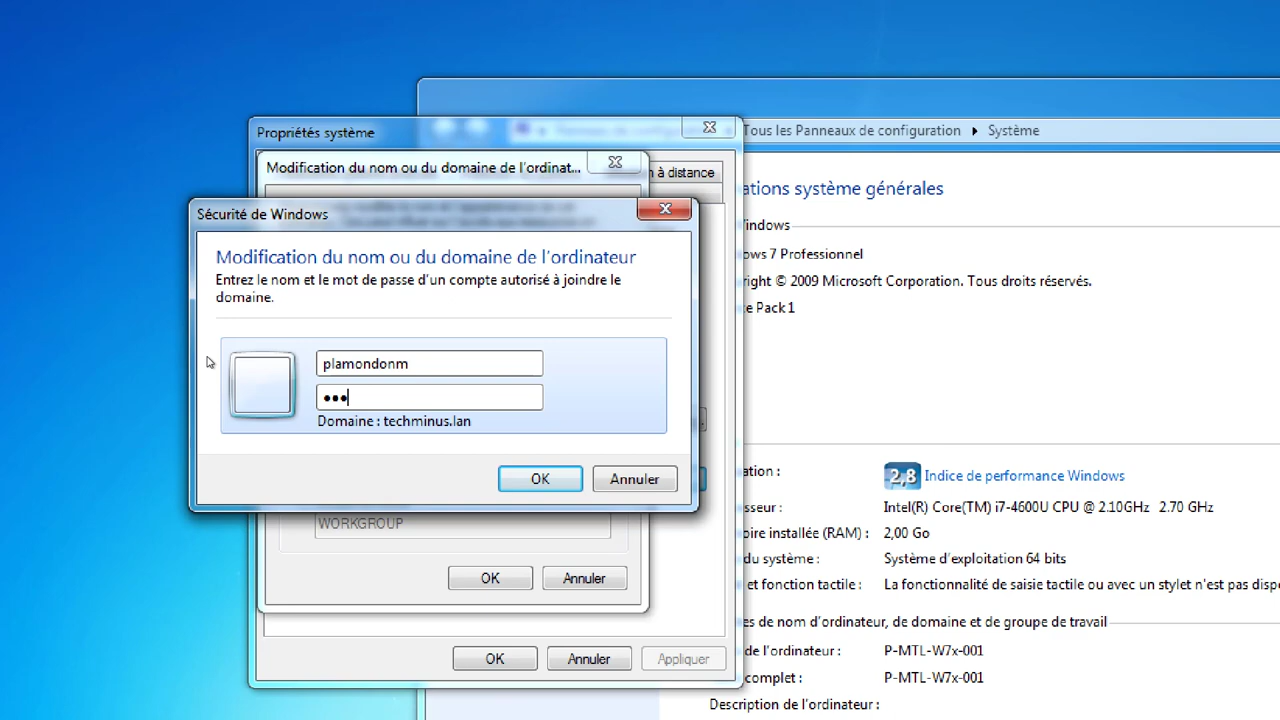 Propriétés système
Tous les Panneaux de configuration ▸ Système
Modification du nom ou du domaine de l'ordinat...
à distance
ations système générales
Sécurité de Windows
indows
Modification du nom ou du domaine de l'ordinateur
Entrez le nom et le mot de passe d'un compte autorisé à joindre le
domaine.
ows 7 Professionnel
right © 2009 Microsoft Corporation. Tous droits réservés.
e Pack 1
plamondonm
•••
Domaine : techminus.lan
OK
Annuler
ation :
2,8
Indice de performance Windows
sseur :
Intel(R) Core(TM) i7-4600U CPU @ 2.10GHz 2.70 GHz
WORKGROUP
oire installée (RAM) :
2,00 Go
du système :
Système d'exploitation 64 bits
OK
Annuler
et fonction tactile :
La fonctionnalité de saisie tactile ou avec un stylet n'est pas dispo
es de nom d'ordinateur, de domaine et de groupe de travail
de l'ordinateur :
P-MTL-W7x-001
OK
Annuler
Appliquer
complet :
P-MTL-W7x-001
Description de l'ordinateur :